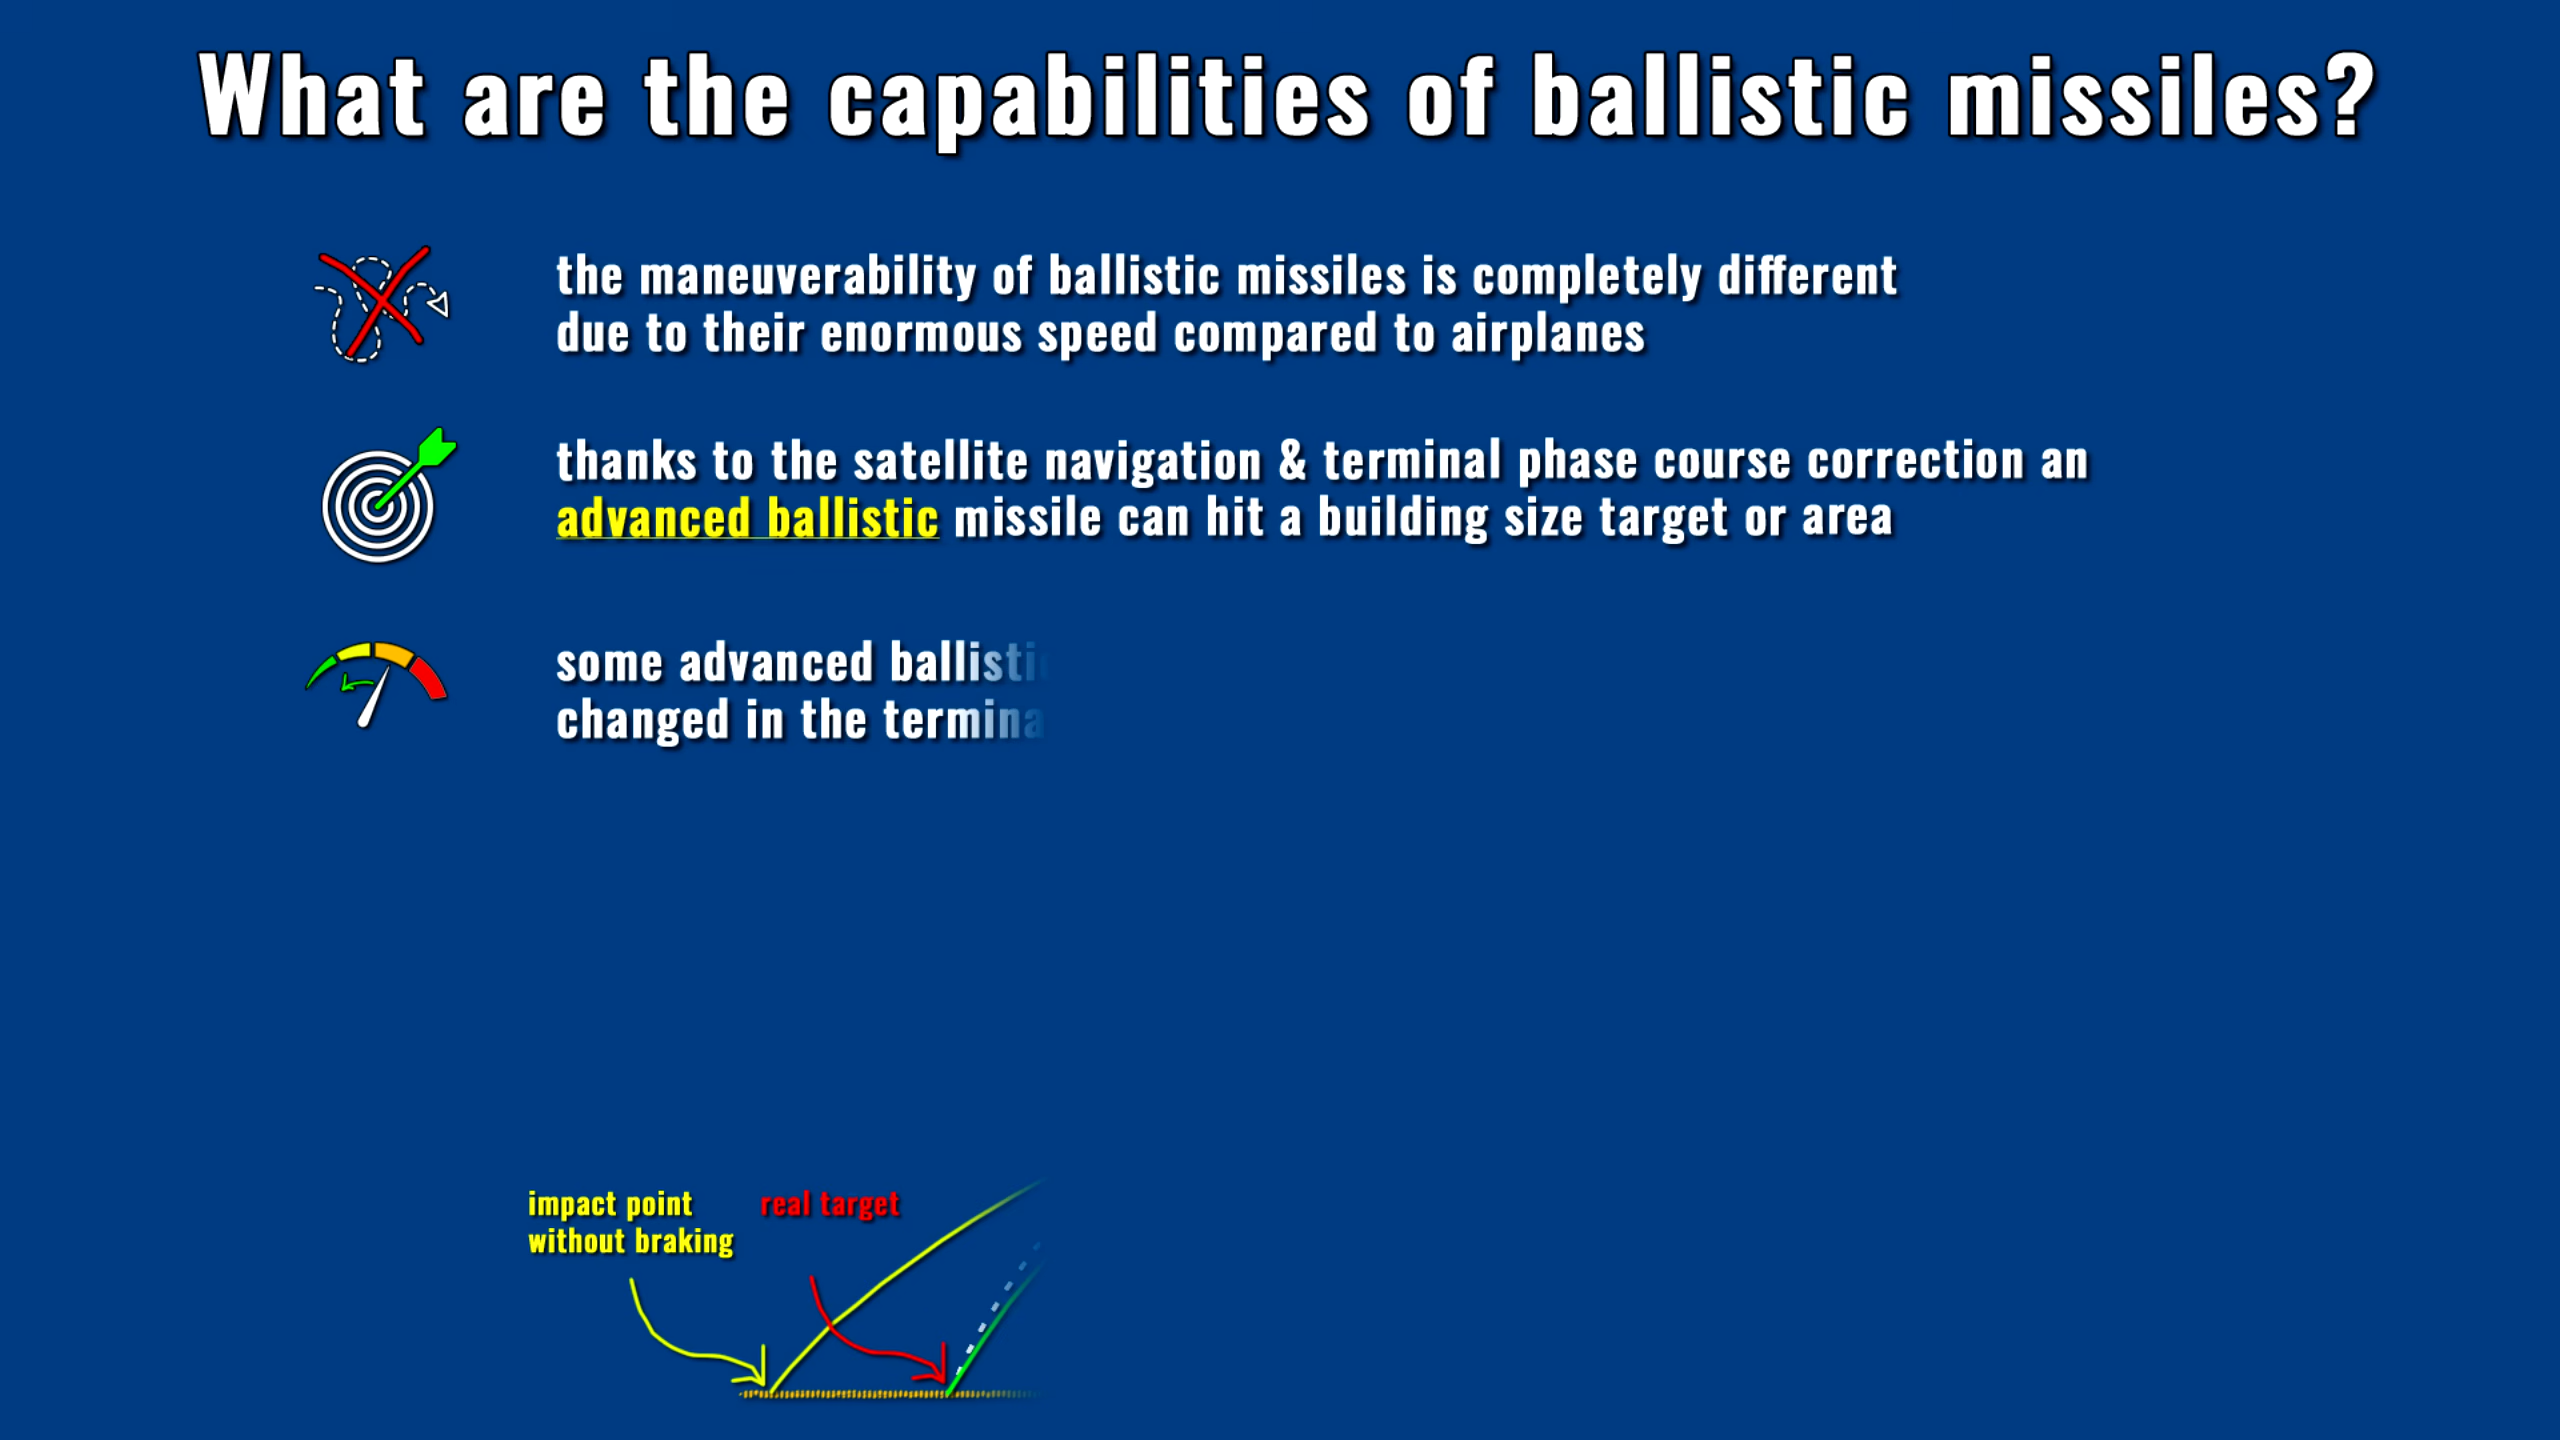 What are the capabilities of ballistic missiles?
the maneuverability of ballistic missiles is completely different
due to their enormous speed compared to airplanes
thanks to the satellite navigation & terminal phase course correction an
advanced ballistic missile can hit a building size target or area
some advanced ballisti
changed in the termina
impact point
without braking
real target